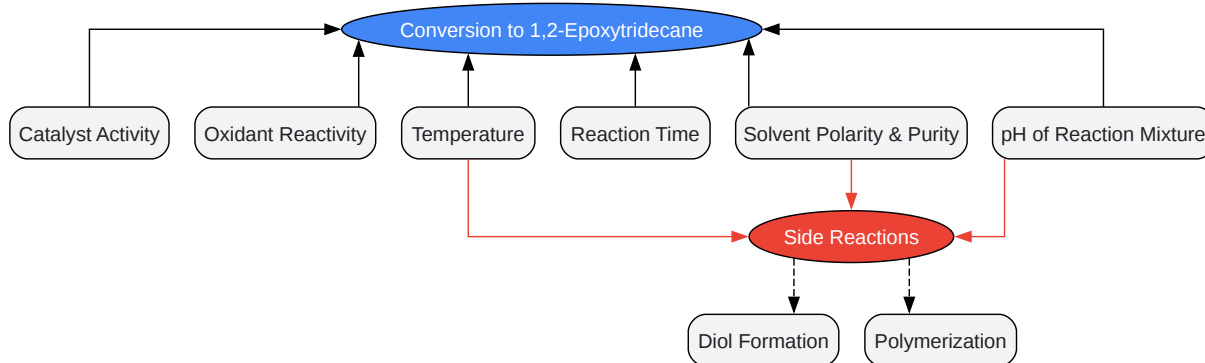 Conversion to 1,2-Epoxytridecane
Catalyst Activity
Oxidant Reactivity
Temperature
Reaction Time
Solvent Polarity & Purity
pH of Reaction Mixture
Side Reactions
Diol Formation
Polymerization